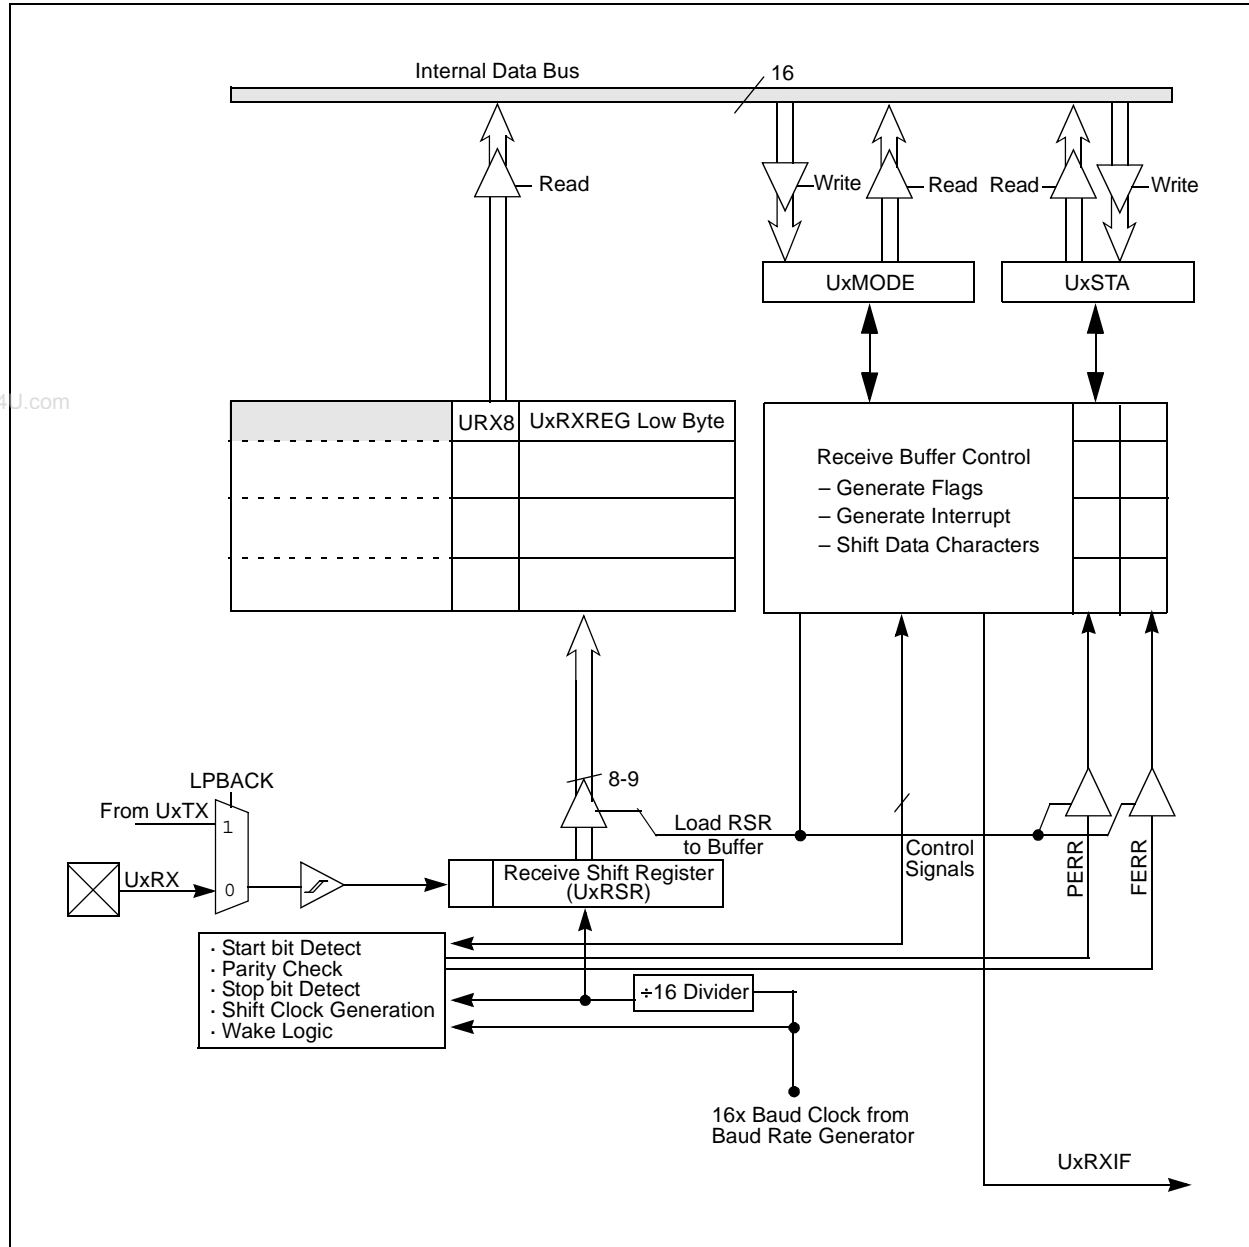 Internal Data Bus
16
Read
Write
Read
Read
Write
UxMODE
UxSTA
4U.com
URX8
UxRXREG Low Byte
Receive Buffer Control
– Generate Flags
– Generate Interrupt
– Shift Data Characters
8-9
LPBACK
From UxTX
1
UxRX
0
Load RSR
to Buffer
Control
Signals
PERR
FERR
Receive Shift Register
(UxRSR)
· Start bit Detect
· Parity Check
· Stop bit Detect
· Shift Clock Generation
· Wake Logic
÷16 Divider
16x Baud Clock from
Baud Rate Generator
UxRXIF